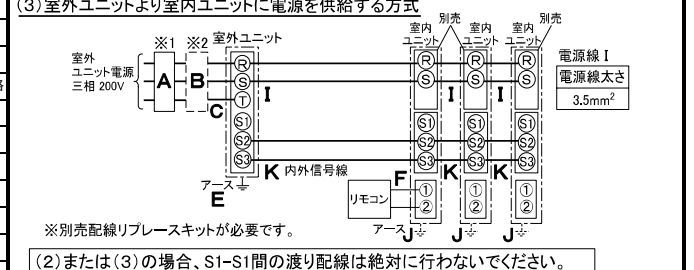 (3)室外ユニットより室内ユニットに電源を供給する方式
※1 ※2 室外ユニット
別売 別売
室内ユニット 室内ユニット 室内ユニット
室外
ユニット電源
三相 200V
A B C
R
S
T
S1
S2
S3
I I I
R S S1 S2 S3 ① ②
R S S1 S2 S3 ① ②
R S S1 S2 S3 ① ②
電源線 I
電源線太さ
3.5mm²
K 内外信号線 F K K
アース
E
リモコン
アース J J J
※別売配線リプレースキットが必要です。
(2)または(3)の場合、S1-S1間の渡り配線は絶対に行わないでください。